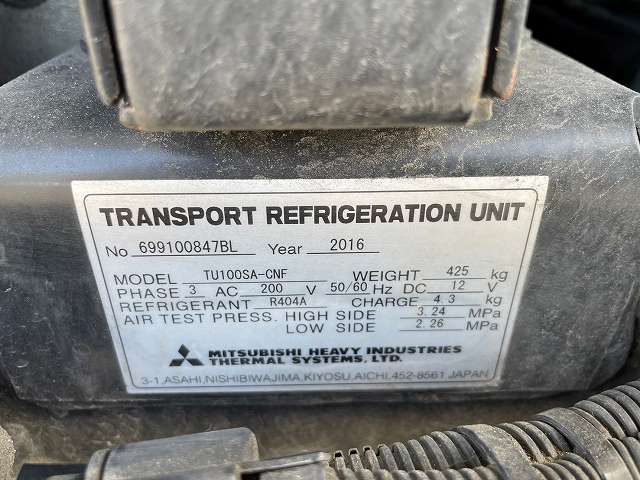 TRANSPORT REFRIGERATION UNIT
No 699100847BL Year 2016
MODEL TU100SA-CNF WEIGHT 425 kg
PHASE 3 AC 200 V 50/60 Hz DC 12 V
REFRIGERANT R404A CHARGE 4.3 kg
AIR TEST PRESS. HIGH SIDE 3.24 MPa
LOW SIDE 2.26 MPa
MITSUBISHI HEAVY INDUSTRIES
THERMAL SYSTEMS, LTD.
3-1,ASAHI,NISHIBIWAJIMA,KIYOSU,AICHI,452-8561 JAPAN